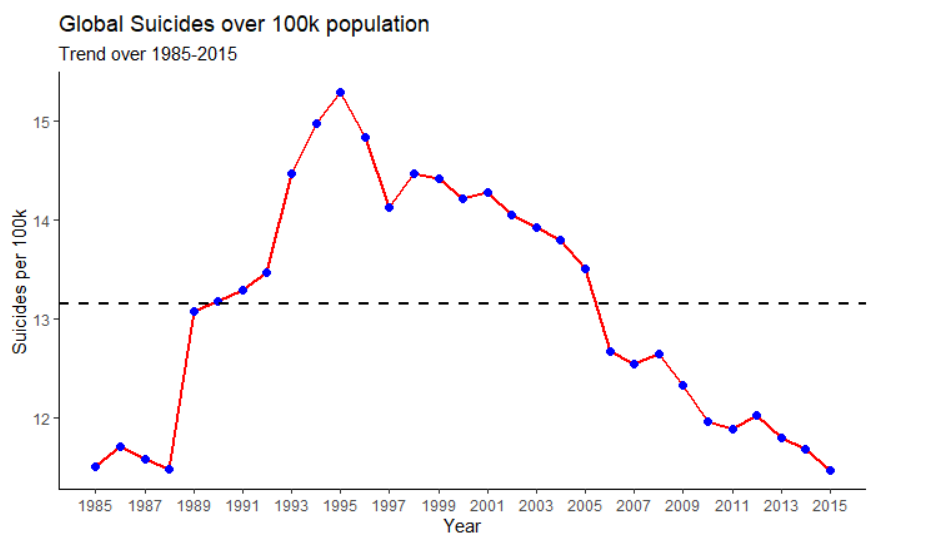 Global Suicides over 100k population
Trend over 1985-2015
Suicides per 100k
15
14
13
12
1985 1987 1989 1991 1993 1995 1997 1999 2001 2003 2005 2007 2009 2011 2013 2015
Year